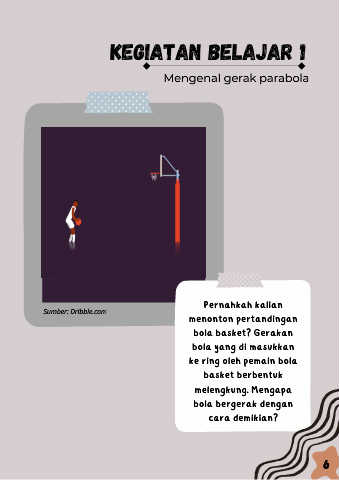 KEGIATAN BELAJAR 1
Mengenal gerak parabola
Sumber: Dribble.com
Pernahkah kalian
menonton pertandingan
bola basket? Gerakan
bola yang di masukkan
ke ring oleh pemain bola
basket berbentuk
melengkung. Mengapa
bola bergerak dengan
cara demikian?
6